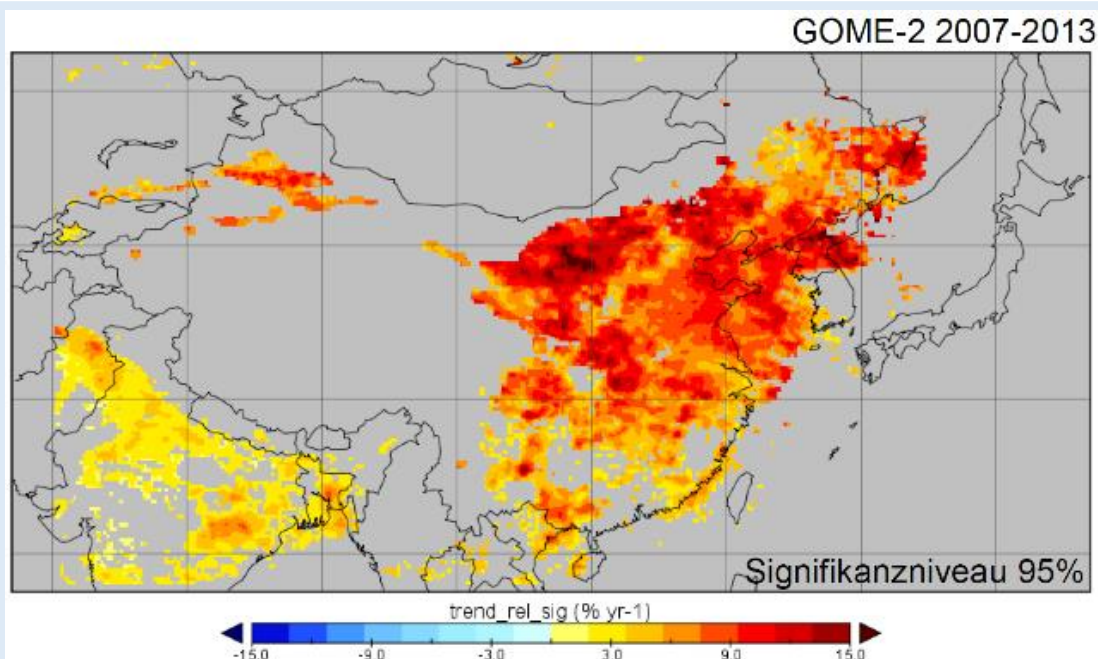 GOME-2 2007-2013
Signifikanzniveau 95%
trend_rel_sig (% yr-1)
-15.0 -9.0 -3.0 3.0 9.0 15.0